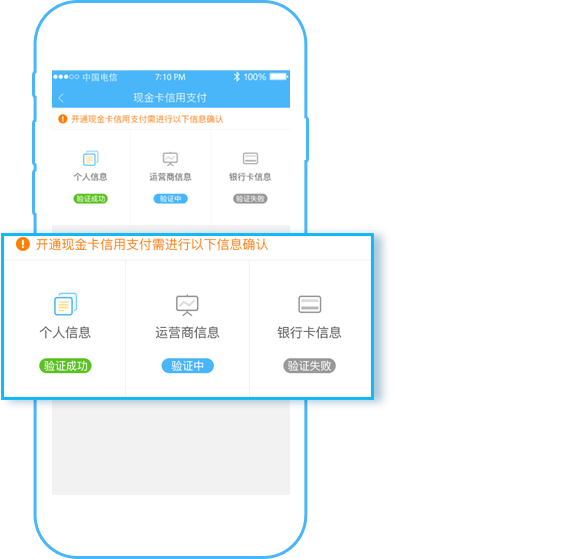 中国电信 7:10 PM 100%
现金卡信用支付
开通现金卡信用支付需进行以下信息确认
个人信息 运营商信息 银行卡信息
验证成功 验证中 验证失败
开通现金卡信用支付需进行以下信息确认
个人信息 运营商信息 银行卡信息
验证成功 验证中 验证失败